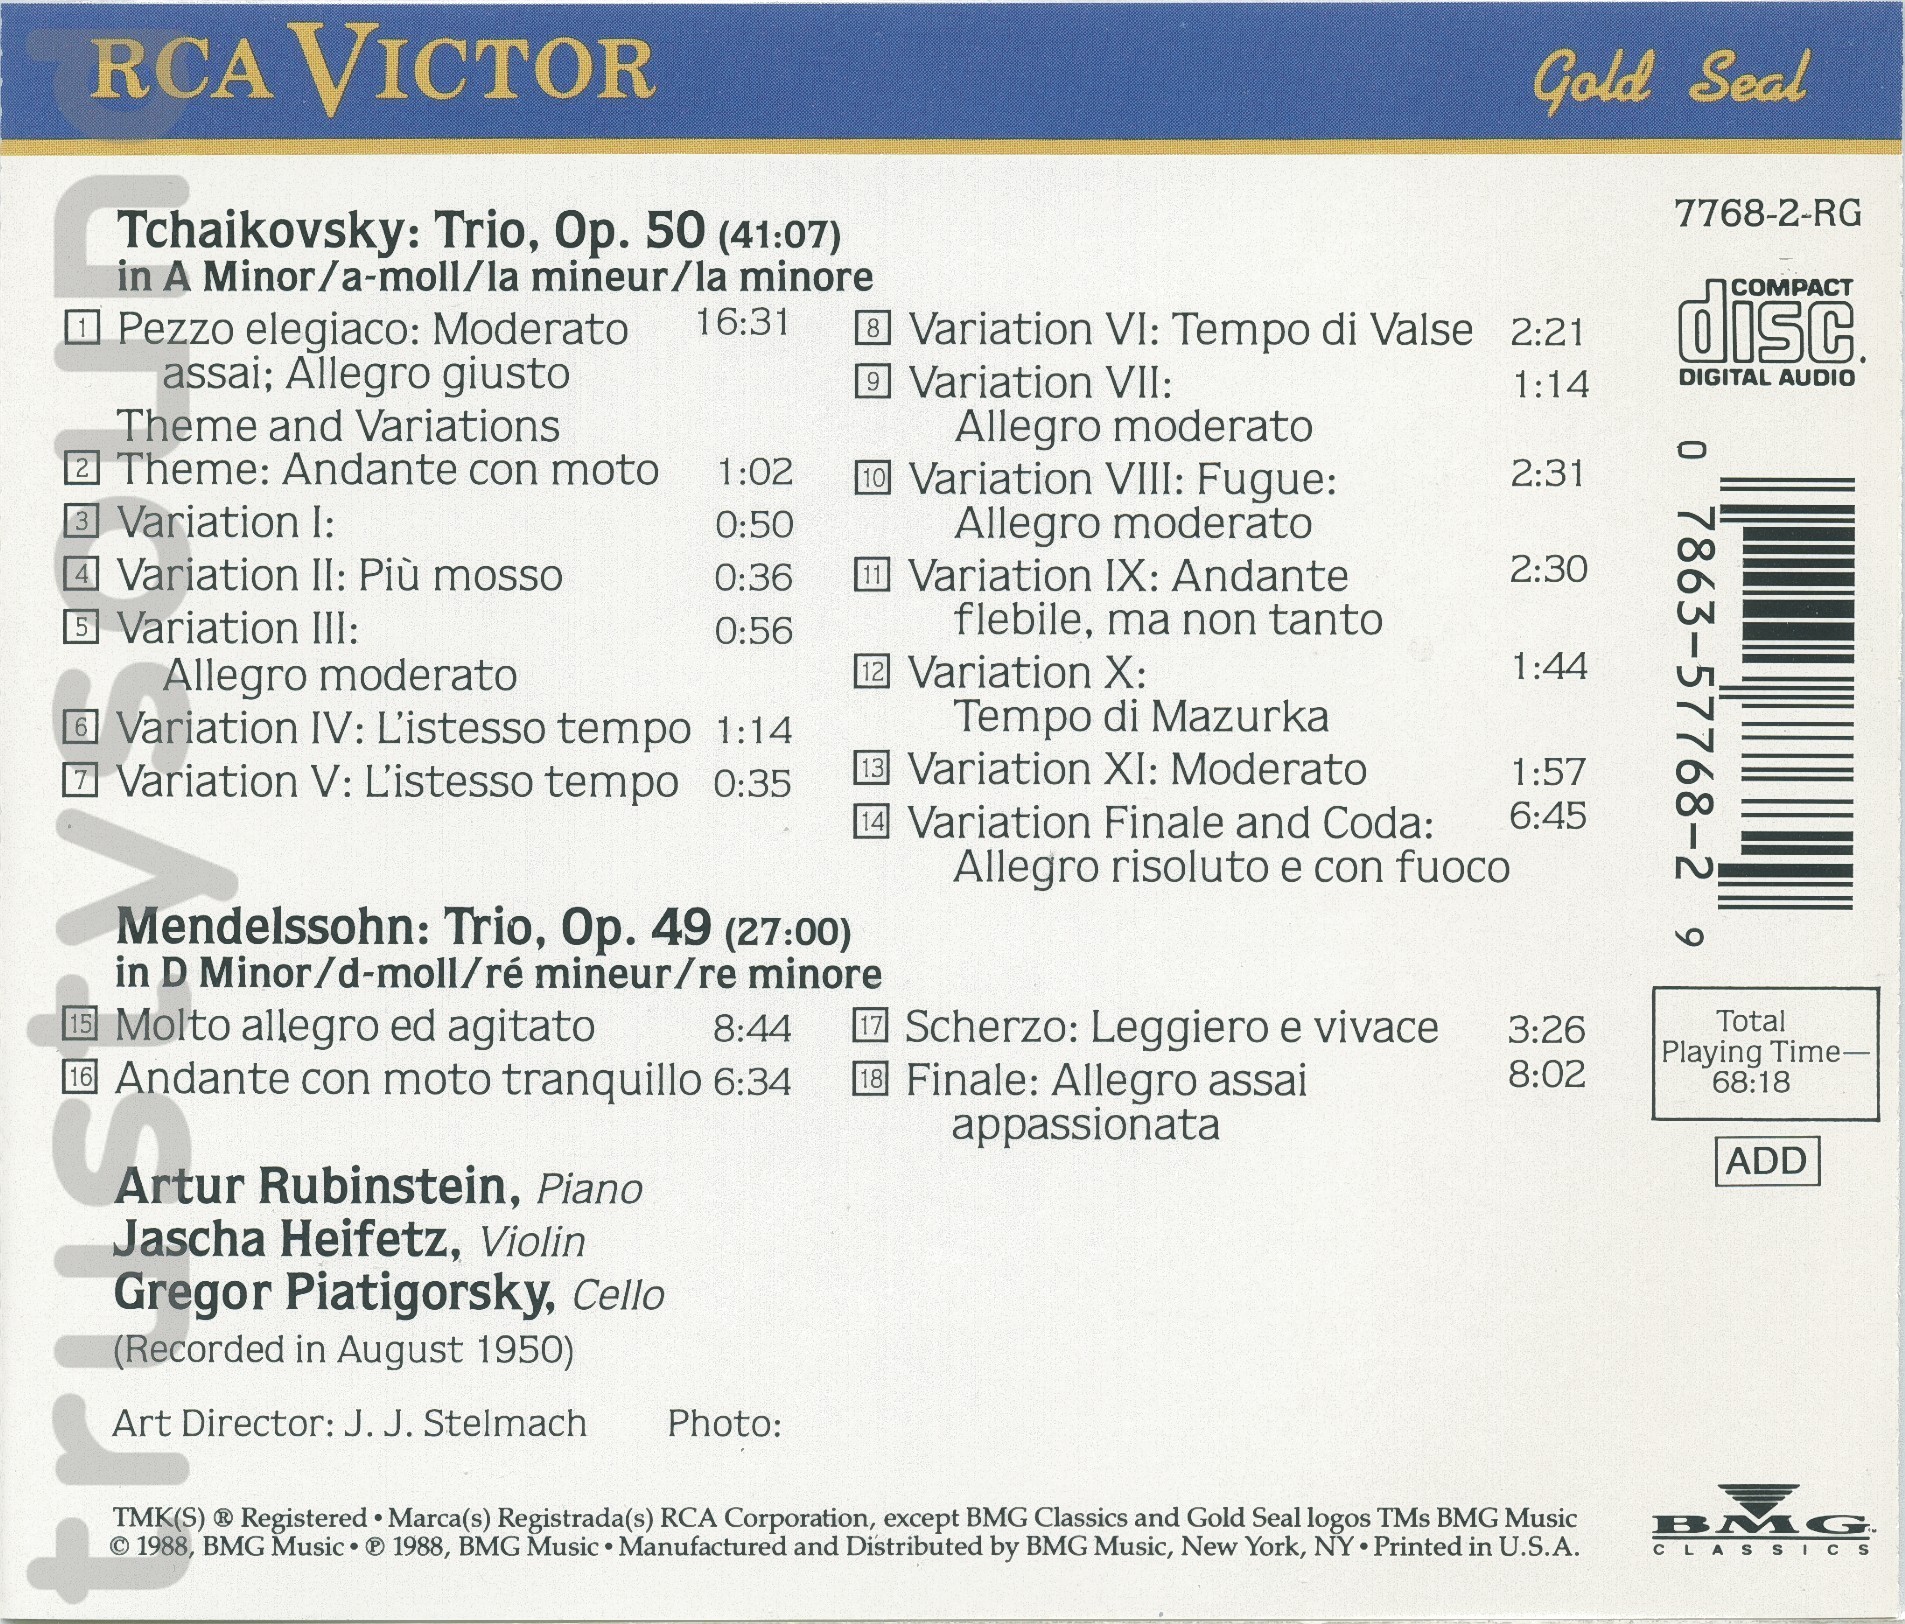 RCA VICTOR
Gold Seal
7768-2-RG
COMPACT
disc
DIGITAL AUDIO
Tchaikovsky: Trio, Op. 50 (41:07)
in A Minor/a-moll/la mineur/la minore
1 Pezzo elegiaco: Moderato 16:31
assai; Allegro giusto
Theme and Variations
2 Theme: Andante con moto 1:02
3 Variation I: 0:50
4 Variation II: Più mosso 0:36
5 Variation III: 0:56
Allegro moderato
6 Variation IV: L'istesso tempo 1:14
7 Variation V: L'istesso tempo 0:35
8 Variation VI: Tempo di Valse 2:21
9 Variation VII: 1:14
Allegro moderato
10 Variation VIII: Fugue: 2:31
Allegro moderato
11 Variation IX: Andante 2:30
flebile, ma non tanto
12 Variation X: 1:44
Tempo di Mazurka
13 Variation XI: Moderato 1:57
14 Variation Finale and Coda: 6:45
Allegro risoluto e con fuoco
Mendelssohn: Trio, Op. 49 (27:00)
in D Minor/d-moll/ré mineur/re minore
15 Molto allegro ed agitato 8:44
16 Andante con moto tranquillo 6:34
17 Scherzo: Leggiero e vivace 3:26
18 Finale: Allegro assai 8:02
appassionata
0 7863-57768-2 9
Total
Playing Time—
68:18
ADD
Artur Rubinstein, Piano
Jascha Heifetz, Violin
Gregor Piatigorsky, Cello
(Recorded in August 1950)
Art Director: J. J. Stelmach Photo:
TMK(S) ® Registered • Marca(s) Registrada(s) RCA Corporation, except BMG Classics and Gold Seal logos TMs BMG Music
© 1988, BMG Music • ℗ 1988, BMG Music • Manufactured and Distributed by BMG Music, New York, NY • Printed in U.S.A.
BMG
CLASSICS
trustysound